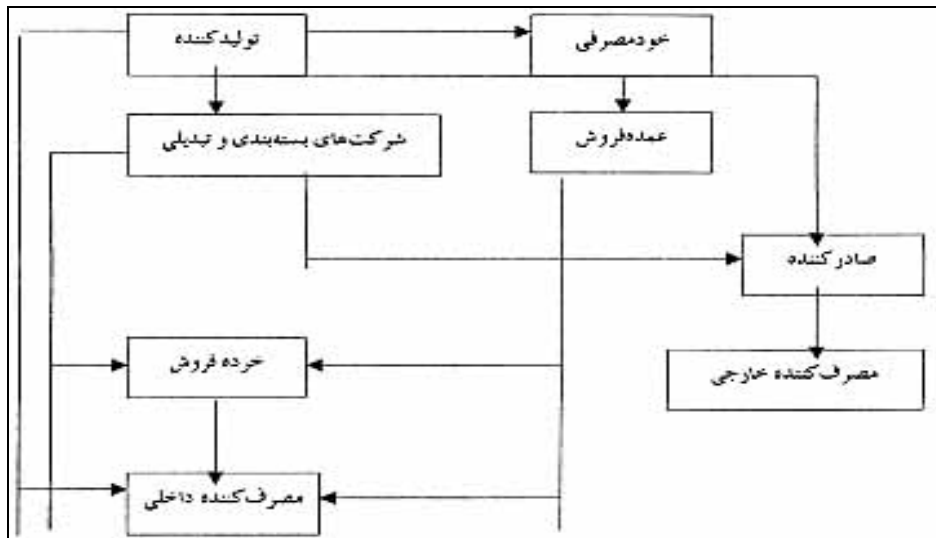 تولیدکننده
خودمصرفی
شرکت‌های بسته‌بندی و تبدیلی
عمده‌فروش
صادرکننده
خرده فروش
مصرف‌کننده خارجی
مصرف‌کننده داخلی